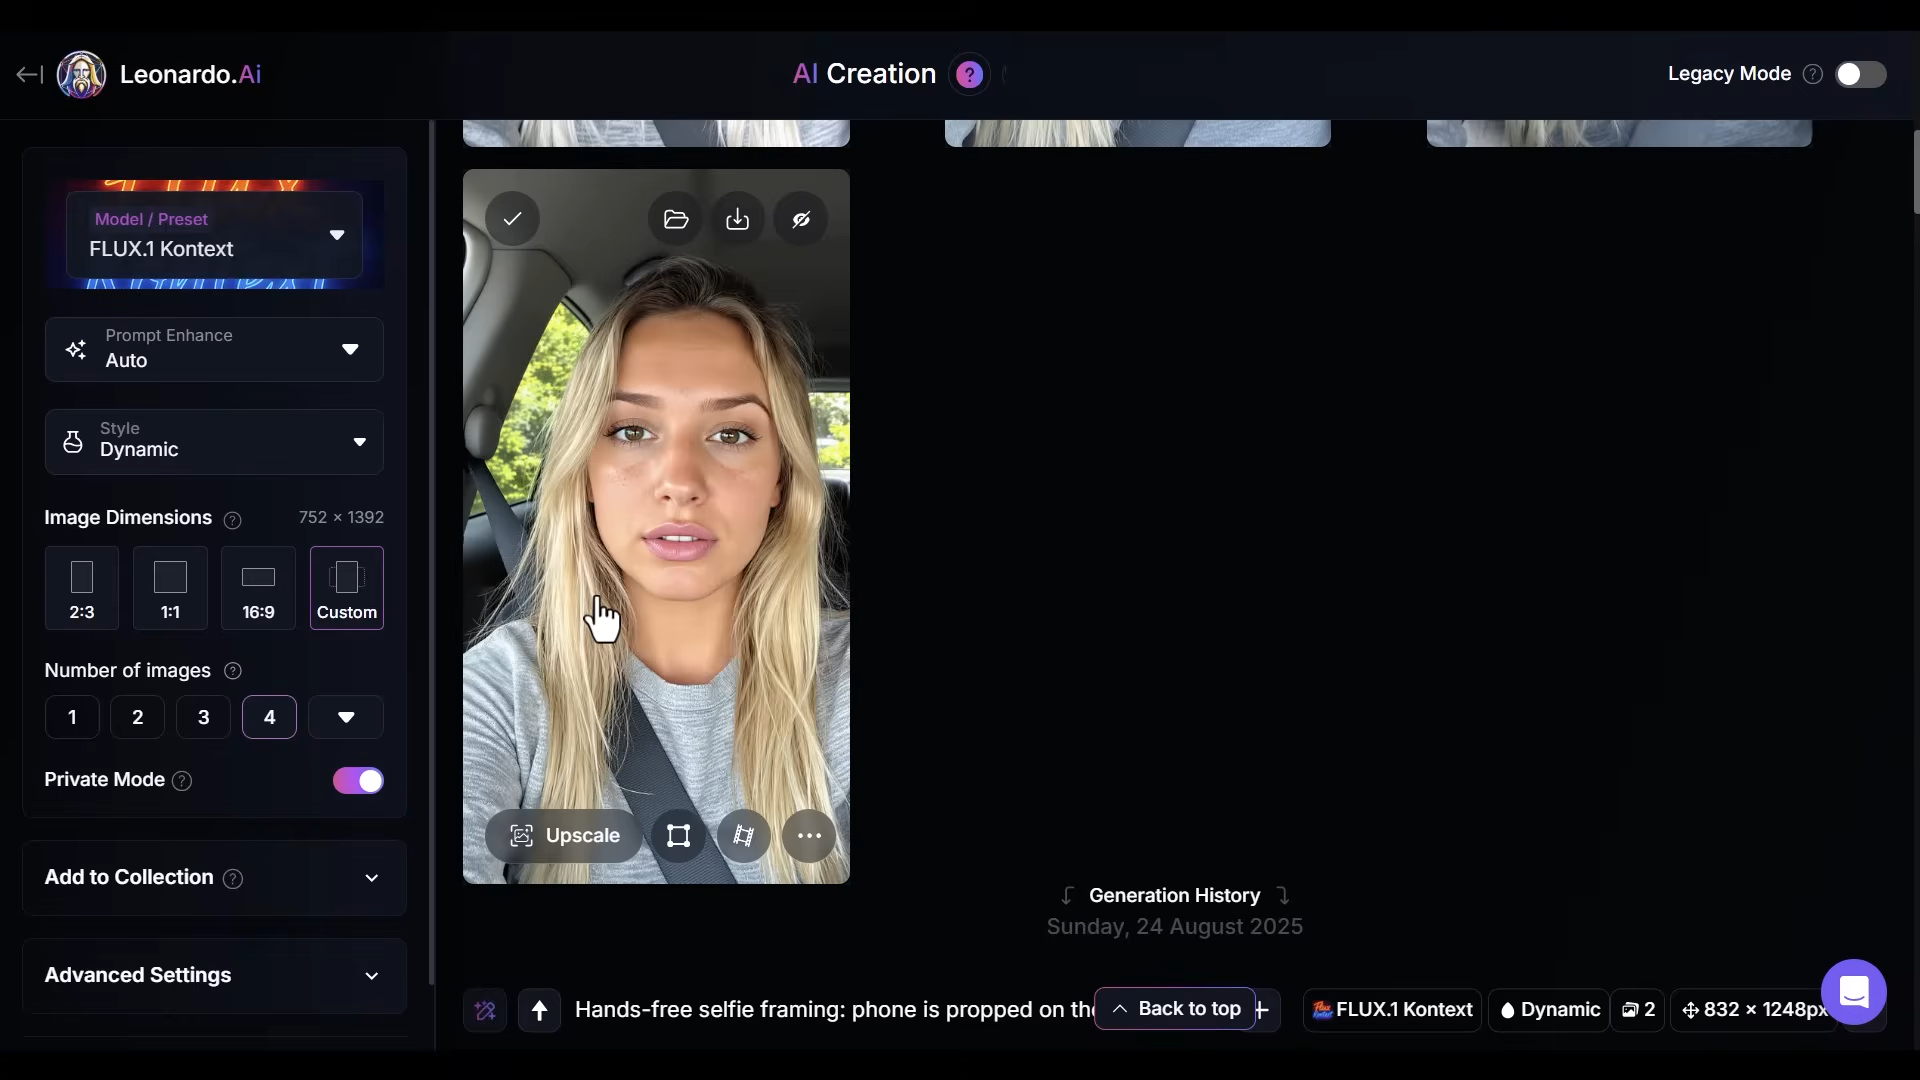 Leonardo.Ai
AI Creation ?
Legacy Mode ?
Model / Preset
FLUX.1 Kontext
Prompt Enhance
Auto
Style
Dynamic
Image Dimensions ? 752 × 1392
2:3 1:1 16:9 Custom
Number of images ?
1 2 3 4
Private Mode ?
Add to Collection ?
Advanced Settings
Upscale
Generation History
Sunday, 24 August 2025
Hands-free selfie framing: phone is propped on the
Back to top
FLUX.1 Kontext
Dynamic
2
832 × 1248px